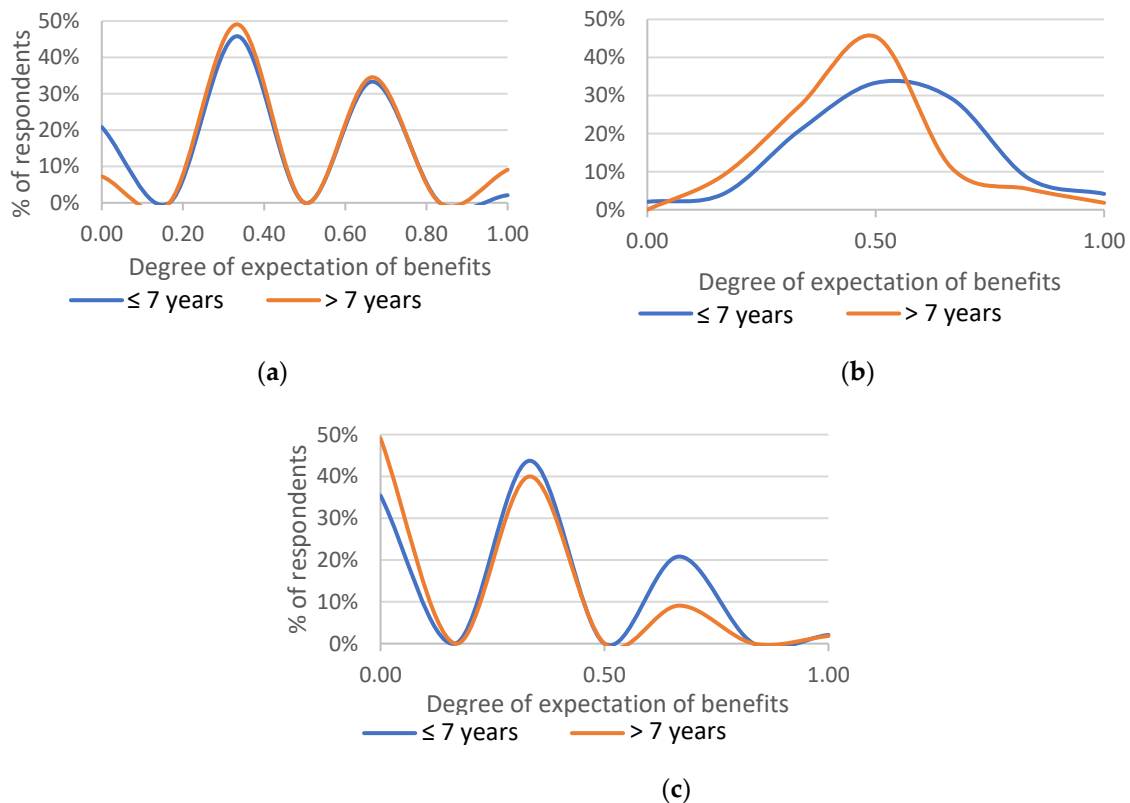 50%
40%
30%
20%
10%
0%
% of respondents
0.00 0.20 0.40 0.60 0.80 1.00
Degree of expectation of benefits
≤ 7 years > 7 years
(a)
50%
40%
30%
20%
10%
0%
0.00 0.50 1.00
Degree of expectation of benefits
≤ 7 years > 7 years
(b)
50%
40%
30%
20%
10%
0%
% of respondents
0.00 0.50 1.00
Degree of expectation of benefits
≤ 7 years > 7 years
(c)